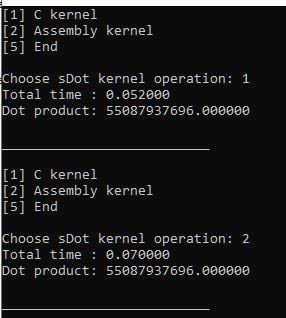 [1] C kernel
[2] Assembly kernel
[5] End
Choose sDot kernel operation: 1
Total time : 0.052000
Dot product: 55087937696.000000
__________________________
[1] C kernel
[2] Assembly kernel
[5] End
Choose sDot kernel operation: 2
Total time : 0.070000
Dot product: 55087937696.000000
__________________________